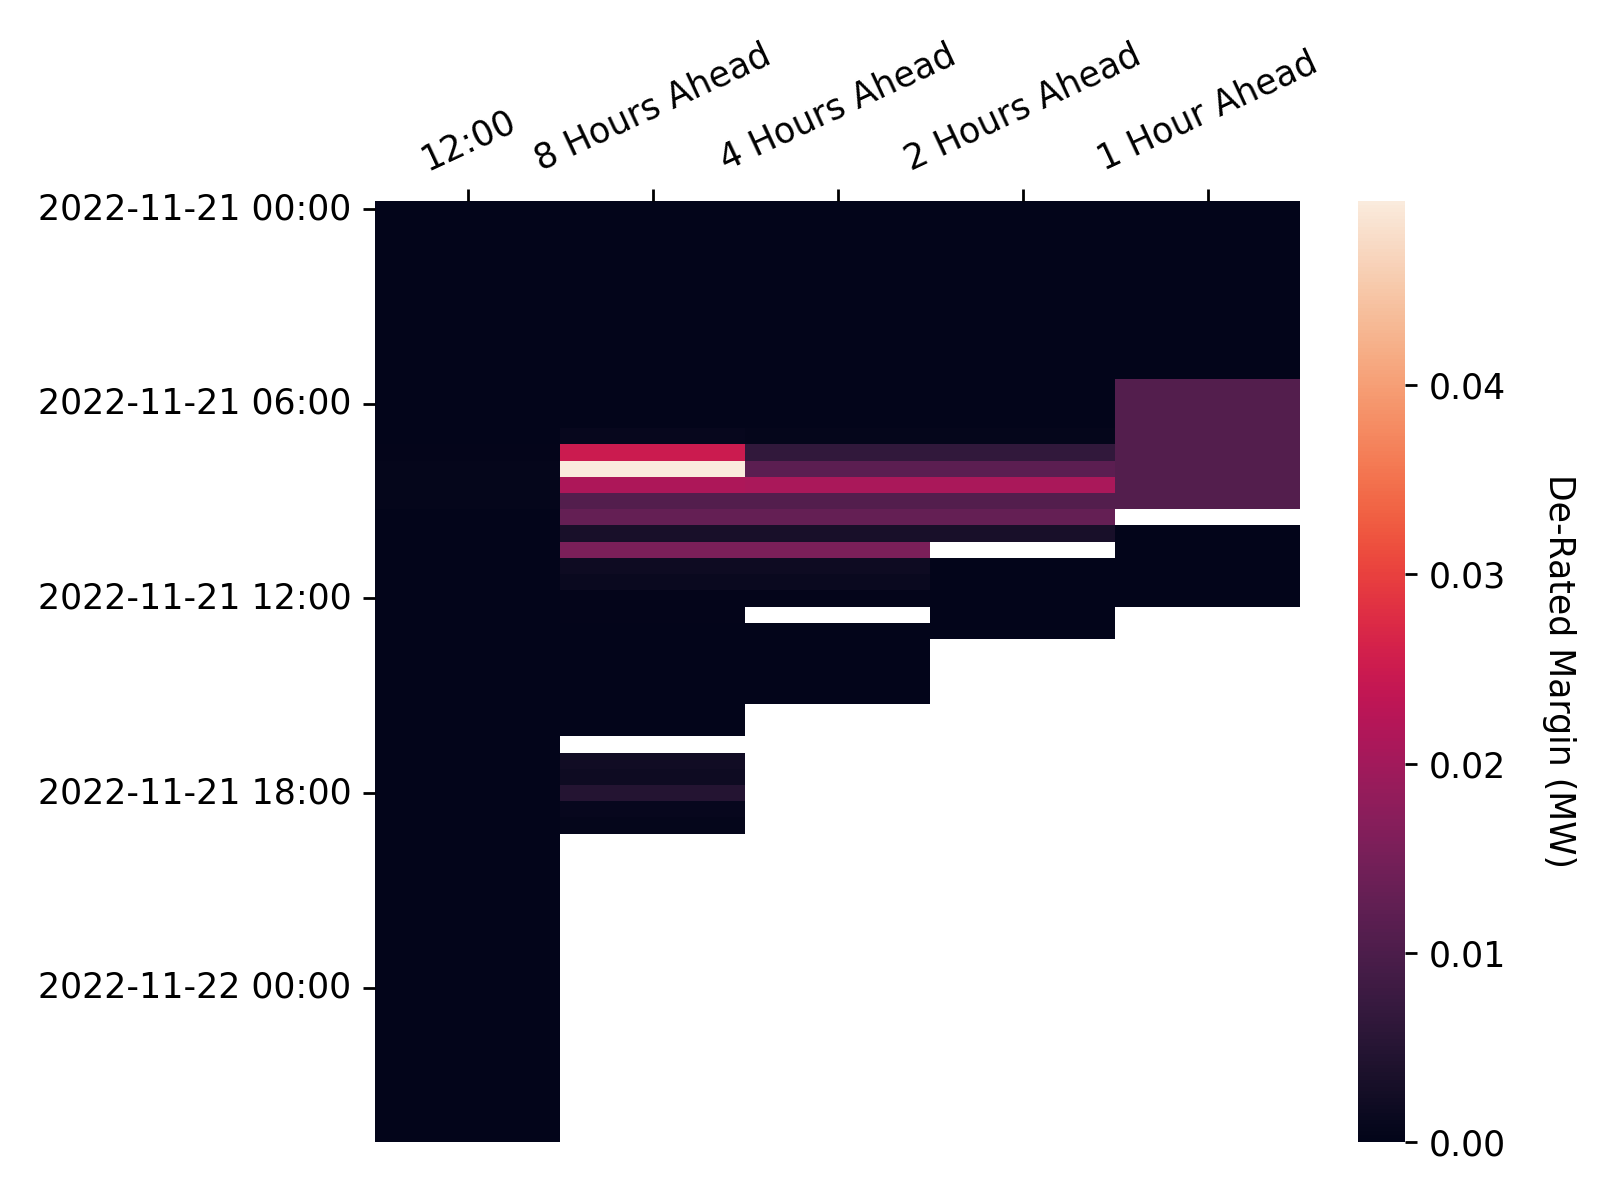 12:00
8 Hours Ahead
4 Hours Ahead
2 Hours Ahead
1 Hour Ahead
2022-11-21 00:00
2022-11-21 06:00
2022-11-21 12:00
2022-11-21 18:00
2022-11-22 00:00
0.04
0.03
0.02
0.01
0.00
De-Rated Margin (MW)